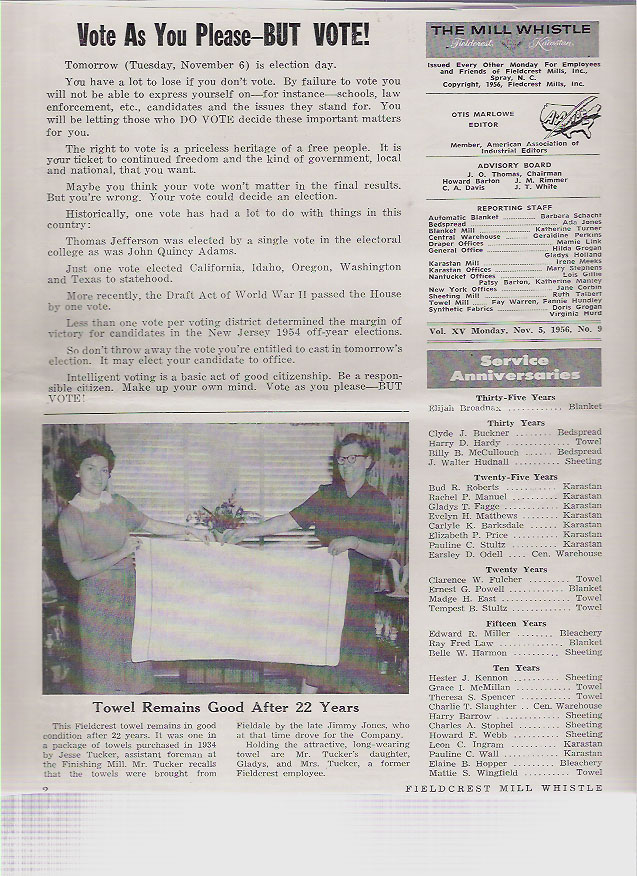 Vote As You Please—BUT VOTE!
Tomorrow (Tuesday, November 6) is election day.
You have a lot to lose if you don't vote. By failure to vote you
will not be able to express yourself on—for instance—schools, law
enforcement, etc., candidates and the issues they stand for. You
will be letting those who DO VOTE decide these important matters
for you.
The right to vote is a priceless heritage of a free people. It is
your ticket to continued freedom and the kind of government, local
and national, that you want.
Maybe you think your vote won't matter in the final results.
But you're wrong. Your vote could decide an election.
Historically, one vote has had a lot to do with things in this
country:
Thomas Jefferson was elected by a single vote in the electoral
college as was John Quincy Adams.
Just one vote elected California, Idaho, Oregon, Washington
and Texas to statehood.
More recently, the Draft Act of World War II passed the House
by one vote.
Less than one vote per voting district determined the margin of
victory for candidates in the New Jersey 1954 off-year elections.
So don't throw away the vote you're entitled to cast in tomorrow's
election. It may elect your candidate to office.
Intelligent voting is a basic act of good citizenship. Be a respon-
sible citizen. Make up your own mind. Vote as you please—BUT
VOTE!
Towel Remains Good After 22 Years
This Fieldcrest towel remains in good
condition after 22 years. It was one in
a package of towels purchased in 1934
by Jesse Tucker, assistant foreman at
the Finishing Mill. Mr. Tucker recalls
that the towels were brought from
Fieldale by the late Jimmy Jones, who
at that time drove for the Company.
Holding the attractive, long-wearing
towel are Mr. Tucker's daughter,
Gladys, and Mrs. Tucker, a former
Fieldcrest employee.
THE MILL WHISTLE
Fieldcrest Karastan
Issued Every Other Monday For Employees
and Friends of Fieldcrest Mills, Inc.,
Spray, N. C.
Copyright, 1956, Fieldcrest Mills, Inc.
OTIS MARLOWE
EDITOR
Member, American Association of
Industrial Editors
ADVISORY BOARD
J. O. Thomas, Chairman
Howard Barton J. M. Rimmer
C. A. Davis J. T. White
REPORTING STAFF
Automatic Blanket Barbara Schacht
Bedspread Ada Jones
Blanket Mill Katherine Turner
Central Warehouse Geraldine Perkins
Draper Offices Mamie Link
General Office Hilda Grogan
Gladys Holland
Karastan Mill Irene Meeks
Karastan Offices Mary Stephens
Nantucket Offices Lois Gillie
Patsy Barton, Katherine Manley
New York Offices Jane Corbin
Sheeting Mill Ruth Talbert
Towel Mill Fay Warren, Fannie Hundley
Synthetic Fabrics Doris Grogan
Virginia Hurd
Vol. XV Monday, Nov. 5, 1956, No. 9
Service
Anniversaries
Thirty-Five Years
Elijah Broadnax Blanket
Thirty Years
Clyde J. Buckner Bedspread
Harry D. Hardy Towel
Billy B. McCullouch Bedspread
J. Walter Hudnall Sheeting
Twenty-Five Years
Bud R. Roberts Karastan
Rachel P. Manuel Karastan
Gladys T. Fagge Karastan
Evelyn H. Matthews Karastan
Carlyle K. Barksdale Karastan
Elizabeth P. Price Karastan
Pauline C. Stultz Karastan
Earsley D. Odell Cen. Warehouse
Twenty Years
Clarence W. Fulcher Towel
Ernest G. Powell Blanket
Madge H. East Towel
Tempest B. Stultz Towel
Fifteen Years
Edward R. Miller Bleachery
Ray Fred Law Blanket
Belle W. Harmon Sheeting
Ten Years
Hester J. Kennon Sheeting
Grace I. McMillan Towel
Theresa S. Spencer Towel
Charlie T. Slaughter Cen. Warehouse
Harry Barrow Sheeting
Charles A. Stophel Sheeting
Howard F. Webb Sheeting
Leon C. Ingram Karastan
Pauline C. Wall Karastan
Elaine B. Hopper Bleachery
Mattie S. Wingfield Towel
2
FIELDCREST MILL WHISTLE